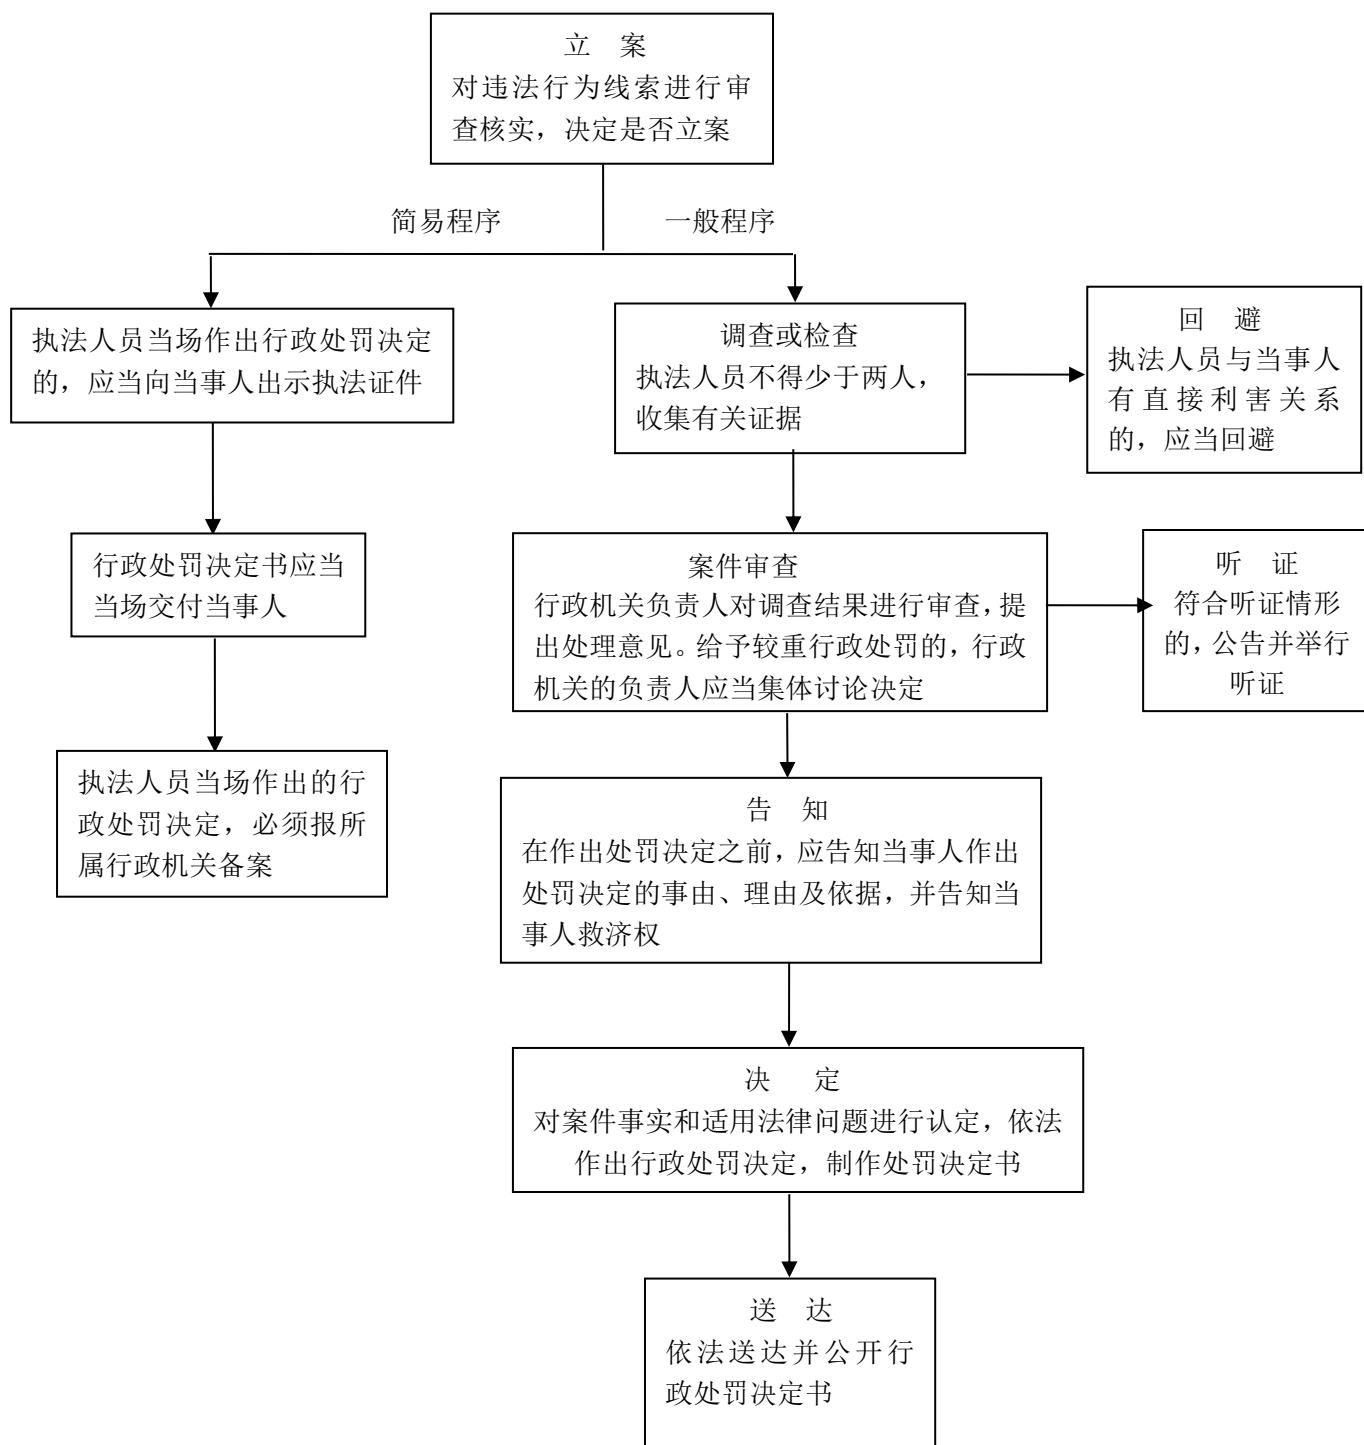 立 案
对违法行为线索进行审
查核实，决定是否立案
简易程序
一般程序
执法人员当场作出行政处罚决定
的，应当向当事人出示执法证件
调查或检查
执法人员不得少于两人，
收集有关证据
回 避
执法人员与当事人
有直接利害关系
的，应当回避
行政处罚决定书应当
当场交付当事人
案件审查
行政机关负责人对调查结果进行审查，提
出处理意见。给予较重行政处罚的，行政
机关的负责人应当集体讨论决定
听 证
符合听证情形
的，公告并举行
听证
执法人员当场作出的行
政处罚决定，必须报所
属行政机关备案
告 知
在作出处罚决定之前，应告知当事人作出
处罚决定的事由、理由及依据，并告知当
事人救济权
决 定
对案件事实和适用法律问题进行认定，依法
作出行政处罚决定，制作处罚决定书
送 达
依法送达并公开行
政处罚决定书